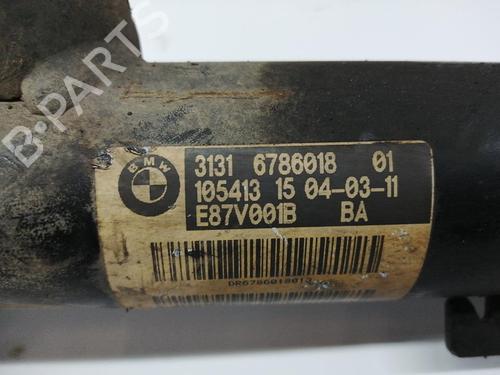 B-PARTS
BMW
3131 6786018 01
105413 15 04-03-11
E87V001B BA